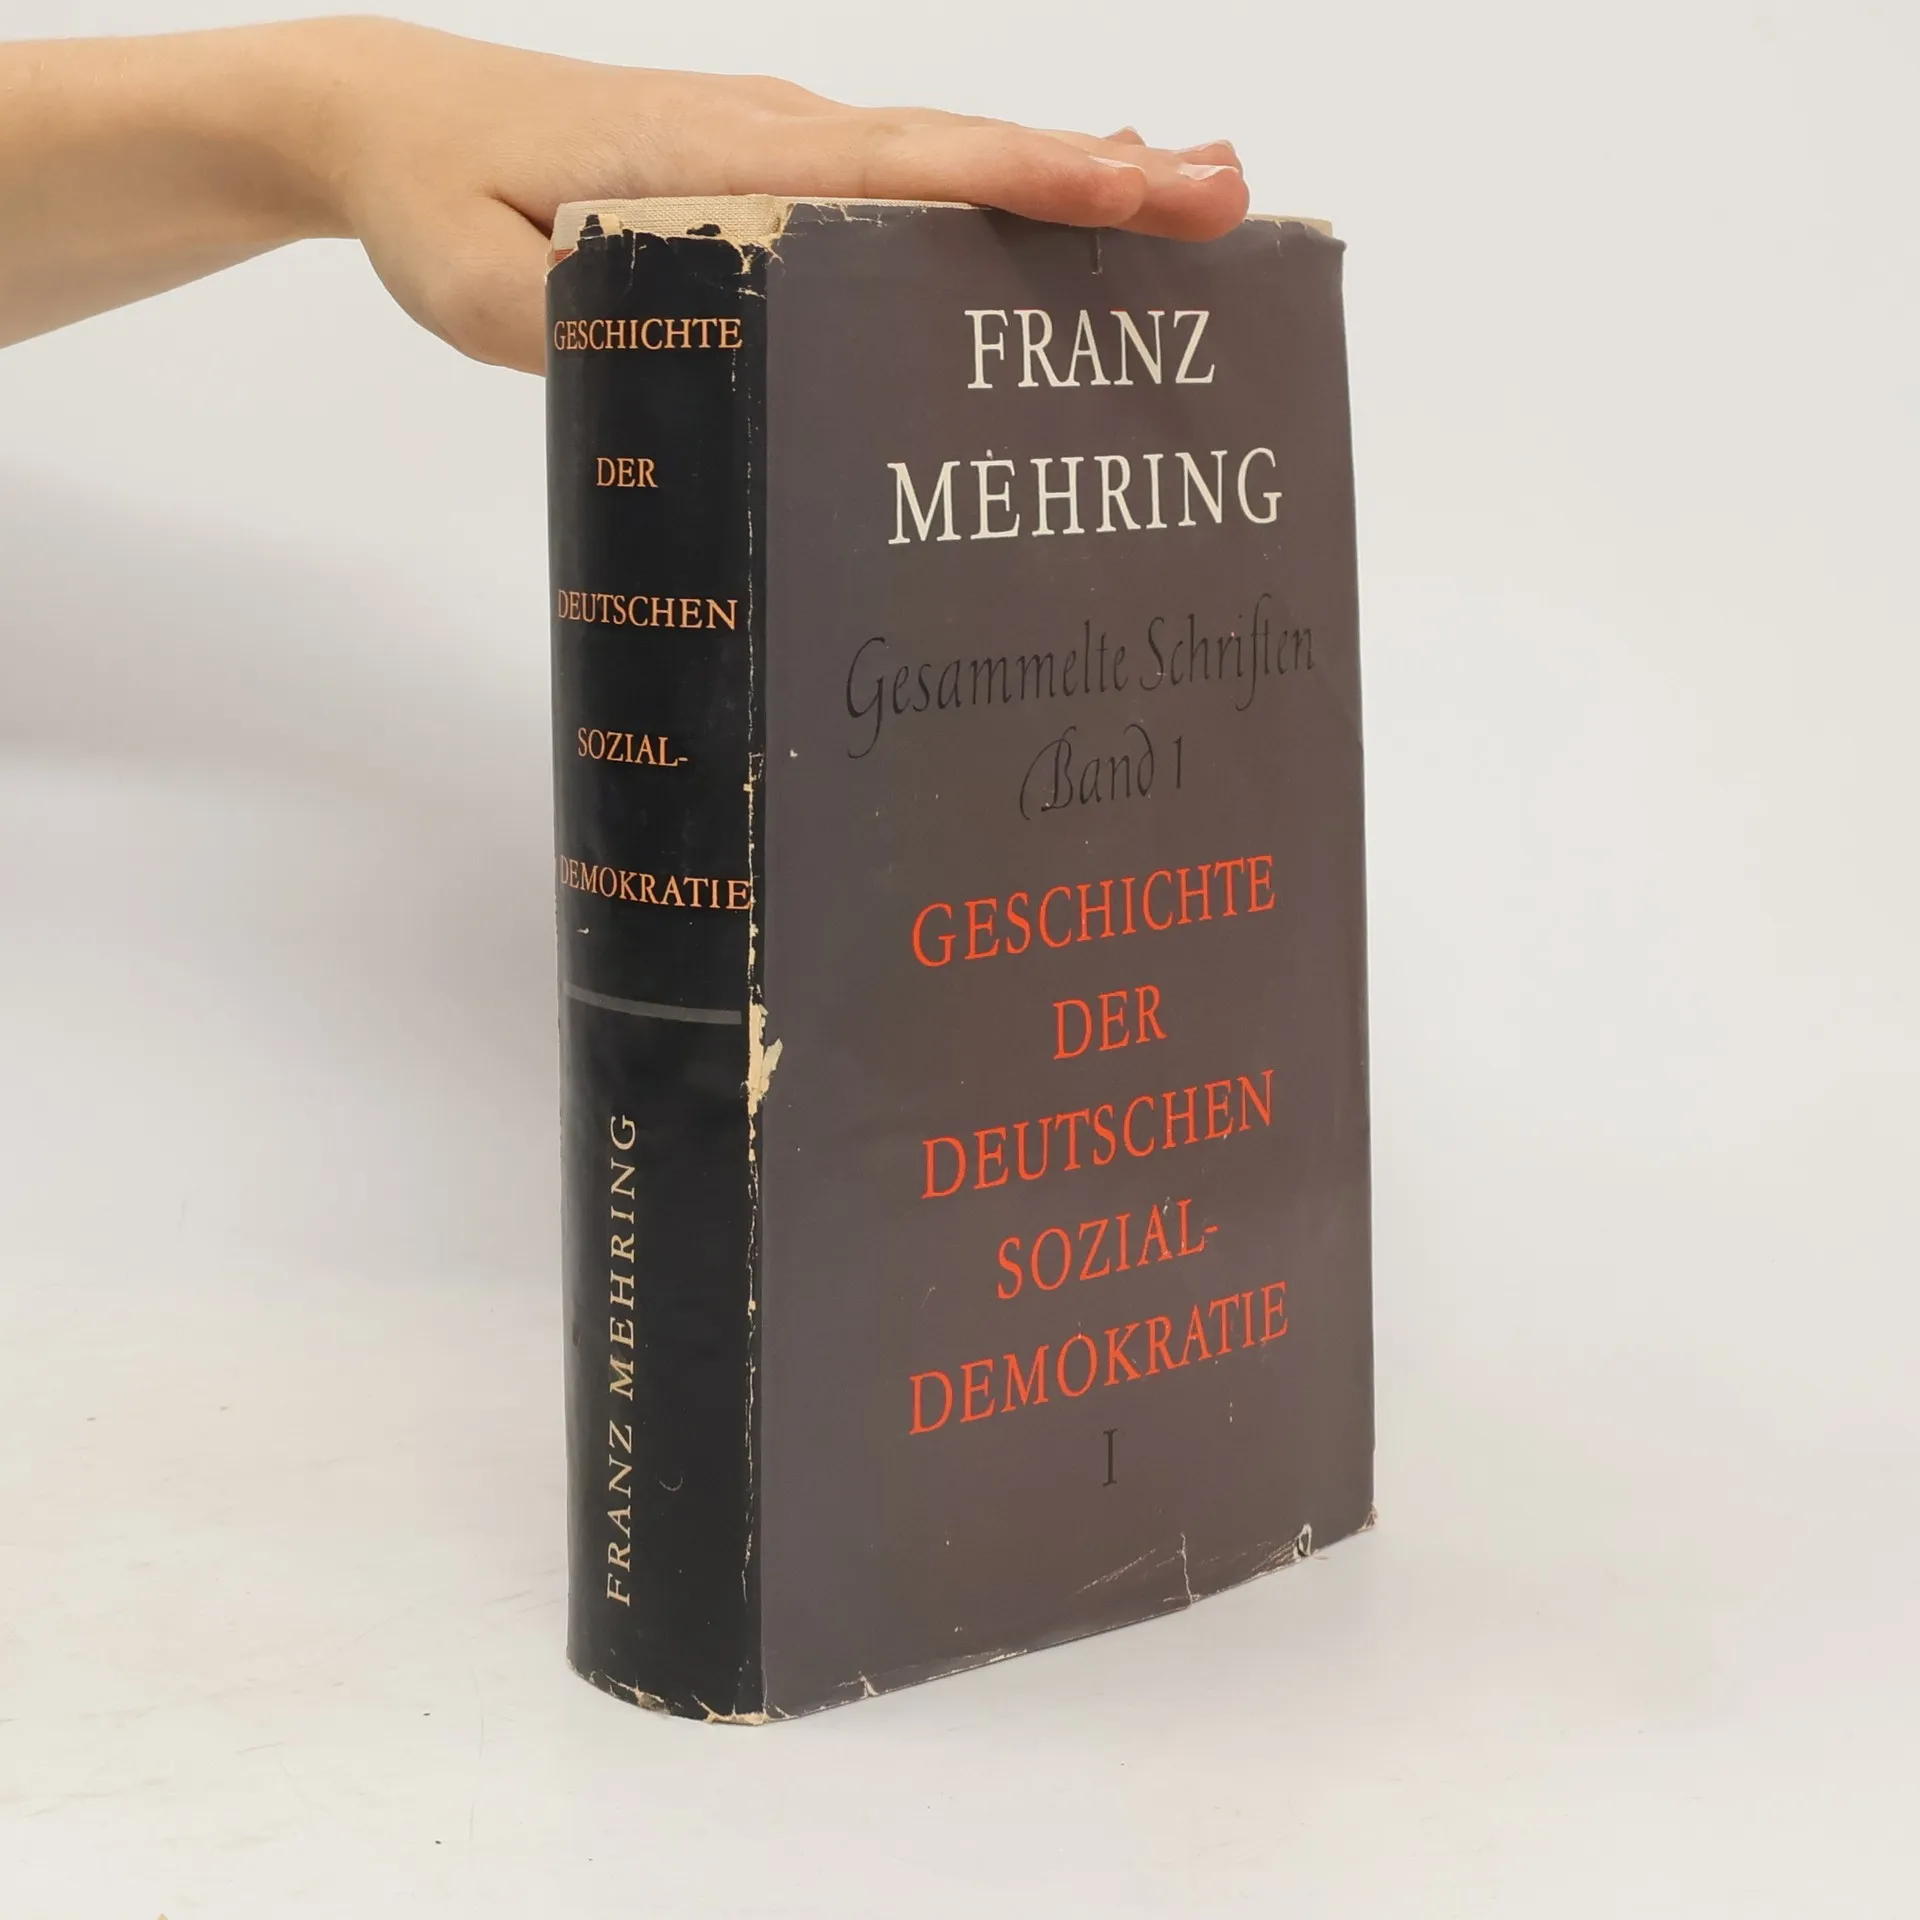 GESCHICHTE
DER
DEUTSCHEN
SOZIAL-
DEMOKRATIE
FRANZ MEHRING
FRANZ
MEHRING
Gesammelte Schriften
Band 1
GESCHICHTE
DER
DEUTSCHEN
SOZIAL-
DEMOKRATIE
I